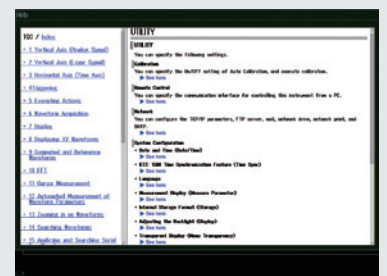 Help
TOC / Index
1 Vertical Axis (Analog Signal)
2 Vertical Axis (Logic Signal)
3 Horizontal Axis (Time Axis)
4 Triggering
5 Executing Actions
6 Waveform Acquisition
7 Display
8 Displaying XY Waveforms
9 Computed and Reference
Waveforms
10 FFT
11 Cursor Measurement
12 Automated Measurement of
Waveform Parameters
13 Zooming in on Waveforms
14 Searching Waveforms
15 Analyzing and Searching Serial
UTILITY
UTILITY
You can specify the following settings.
Calibration
You can specify the ON/OFF setting of Auto Calibration, and execute calibration.
See here
Remote Control
You can specify the communication interface for controlling this instrument from a PC.
See here
Network
You can configure the TCP/IP parameters, FTP server, mail, network drive, network print, and
See here
System Configuration
• Date and Time (Date/Time)
See here
• IEEE 1588 Time Synchronization Feature (Time Sync)
See here
• Language
See here
• Measurement Display (Measure Parameter)
See here
• Internal Storage Format (Storage)
See here
• Adjusting the Backlight (Display)
See here
• Transparent Display (Menu Transparency)
See here